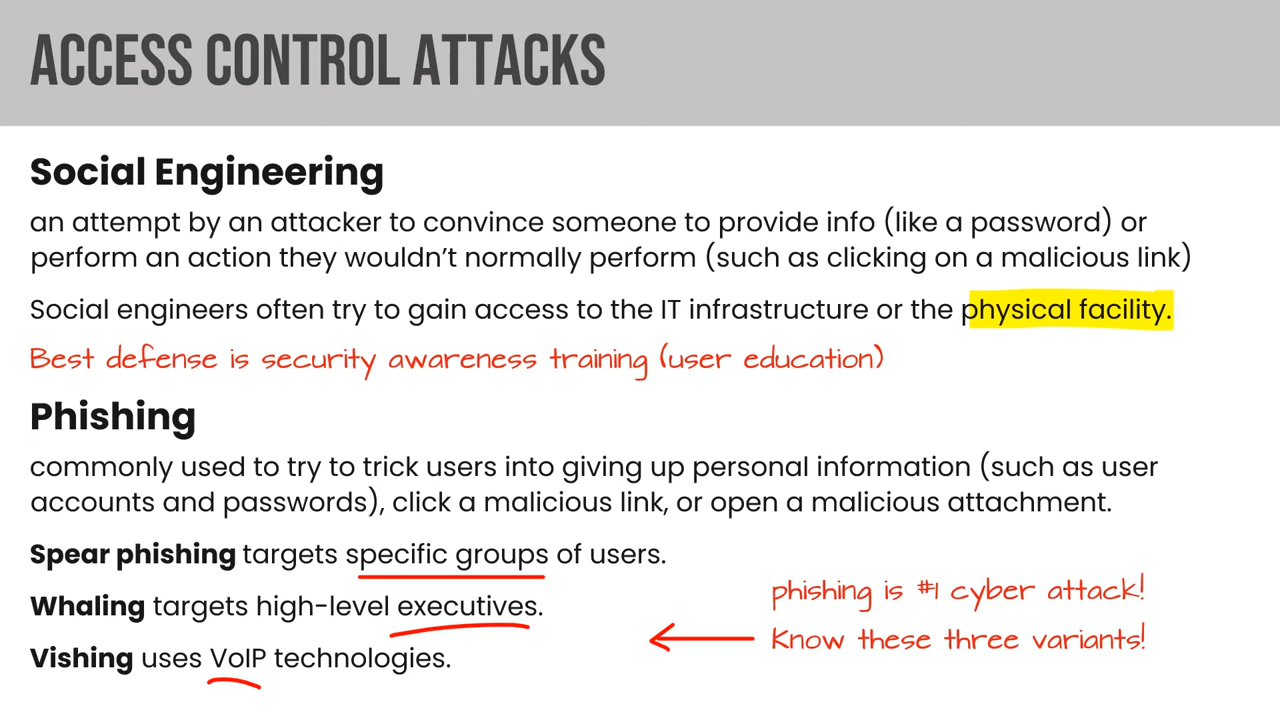 ACCESS CONTROL ATTACKS
Social Engineering
an attempt by an attacker to convince someone to provide info (like a password) or
perform an action they wouldn’t normally perform (such as clicking on a malicious link)
Social engineers often try to gain access to the IT infrastructure or the physical facility.
Best defense is security awareness training (user education)
Phishing
commonly used to try to trick users into giving up personal information (such as user
accounts and passwords), click a malicious link, or open a malicious attachment.
Spear phishing targets specific groups of users.
Whaling targets high-level executives.
Vishing uses VoIP technologies.
phishing is #1 cyber attack!
Know these three variants!